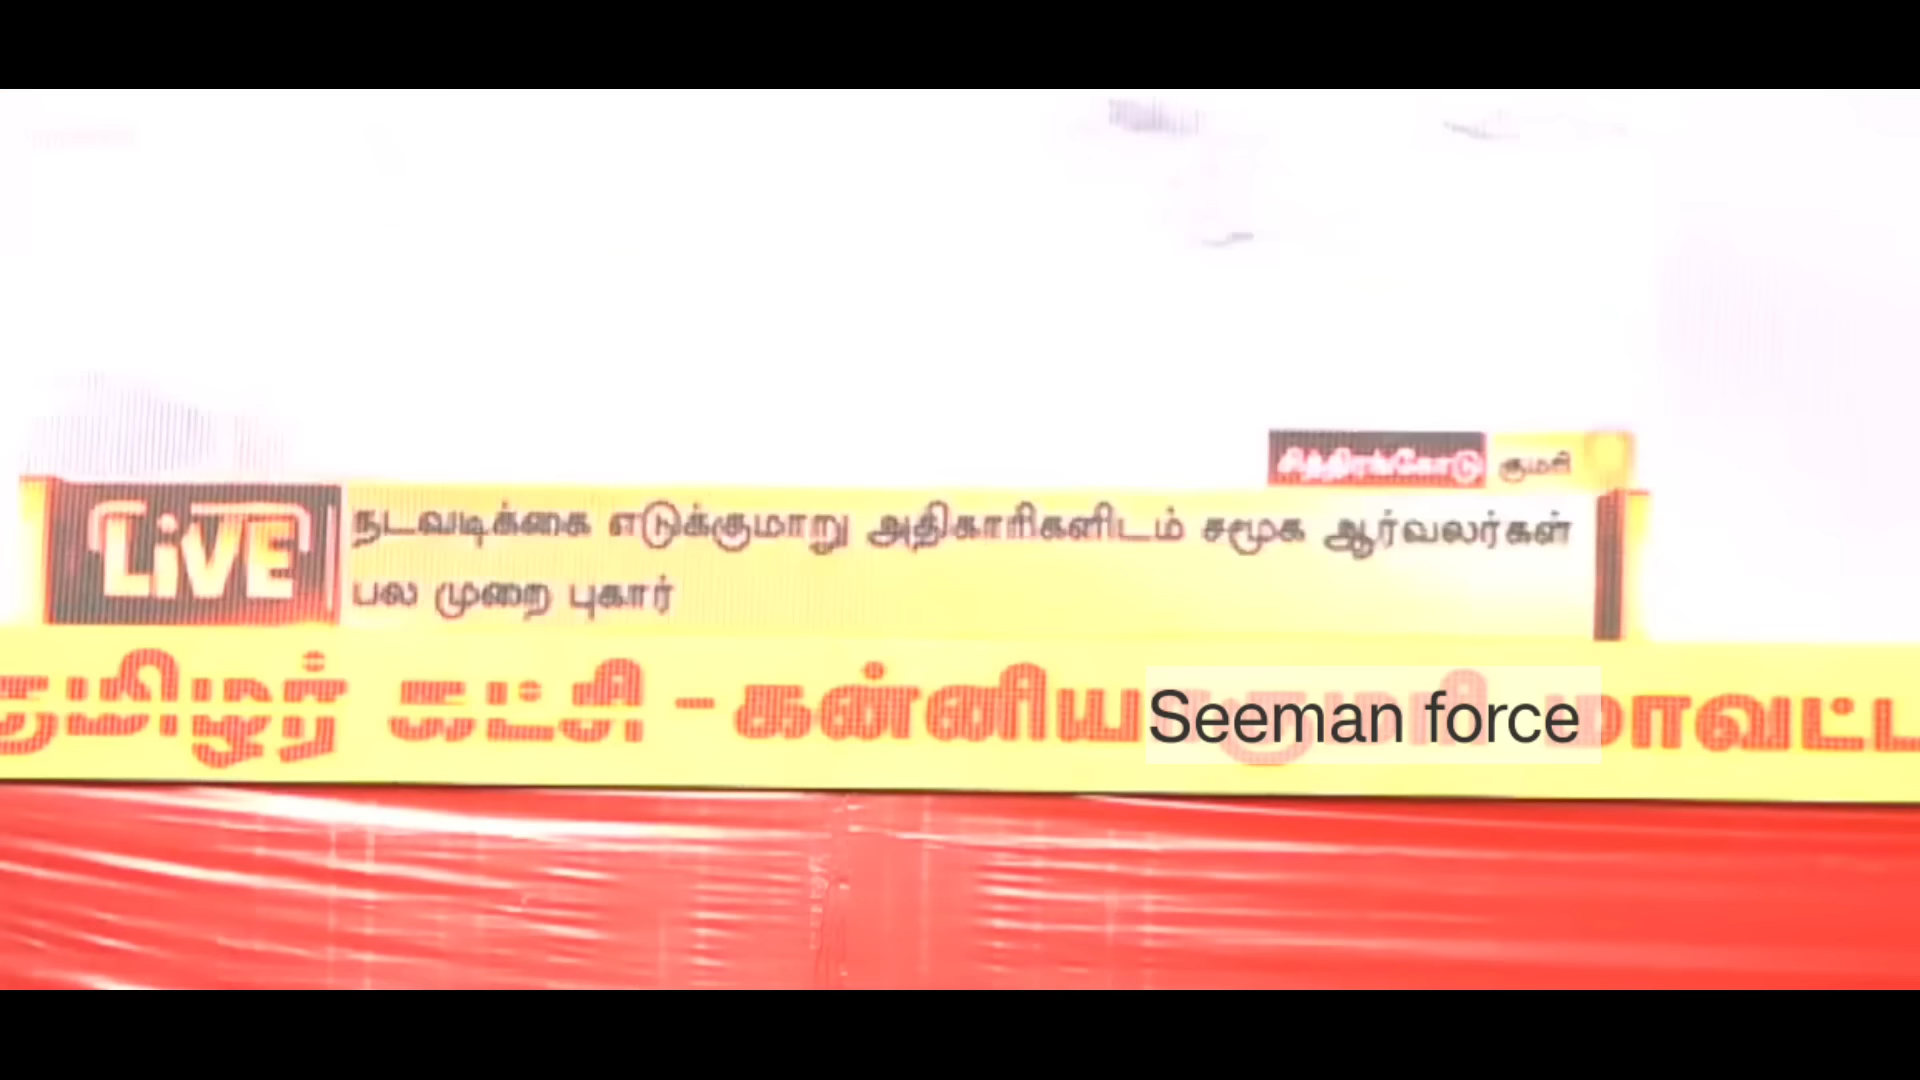 சித்திரங்கோடு குமரி
LiVE
நடவடிக்கை எடுக்குமாறு அதிகாரிகளிடம் சமூக ஆர்வலர்கள்
பல முறை புகார்
தமிழர் கட்சி - கன்னிய மாவட்ட
Seeman force